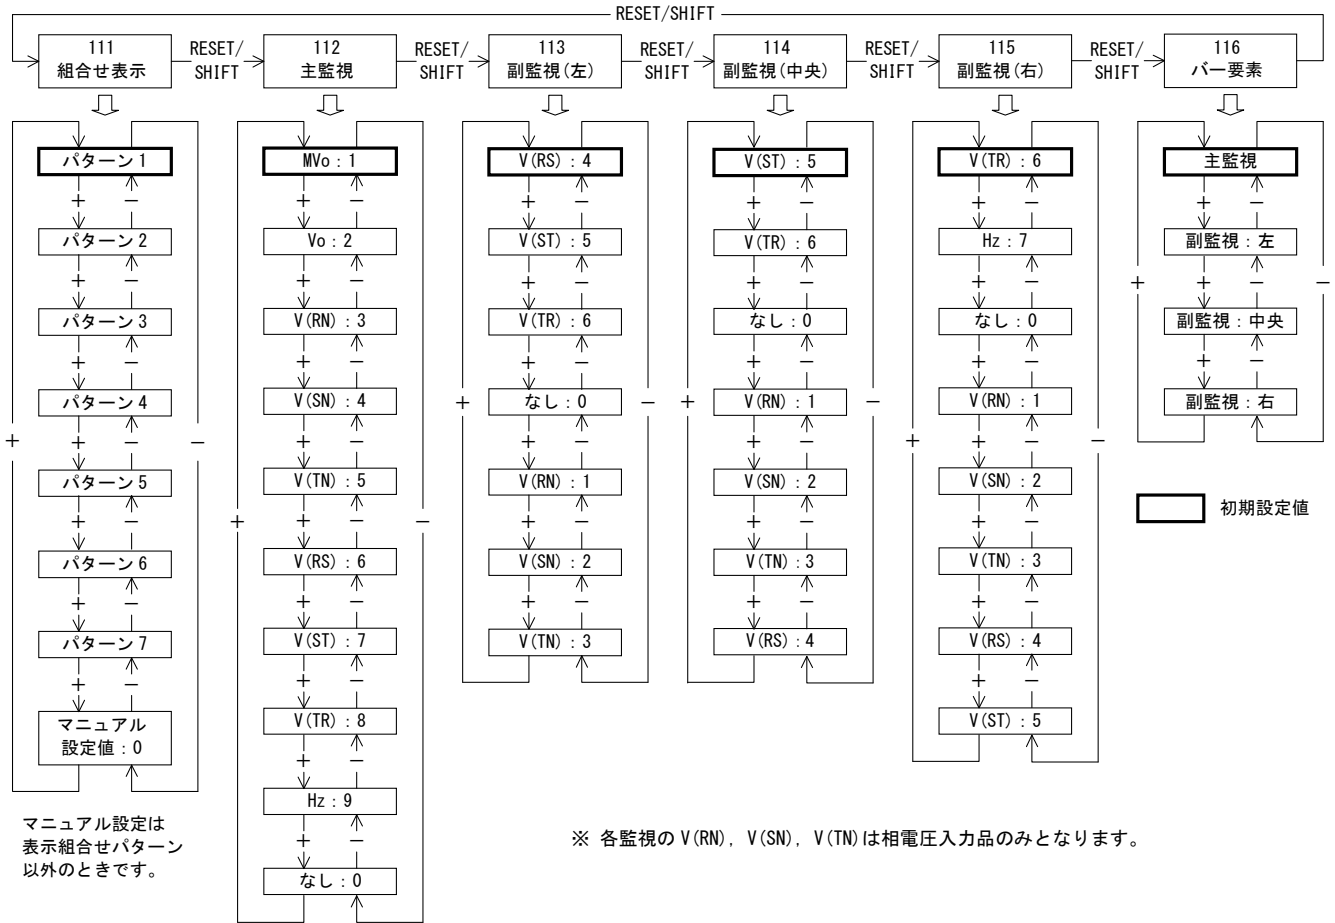 RESET/SHIFT
111
組合せ表示
RESET/
SHIFT
112
主監視
RESET/
SHIFT
113
副監視(左)
RESET/
SHIFT
114
副監視(中央)
RESET/
SHIFT
115
副監視(右)
RESET/
SHIFT
116
バー要素
パターン1
+ −
パターン2
+ −
パターン3
+ −
パターン4
+ −
+ −
パターン5
+ −
パターン6
+ −
パターン7
+ −
マニュアル
設定値:0
マニュアル設定は
表示組合せパターン
以外のときです。
MVo:1
+ −
Vo:2
+ −
V(RN):3
+ −
V(SN):4
+ −
V(TN):5
+ −
+ −
V(RS):6
+ −
V(ST):7
+ −
V(TR):8
+ −
Hz:9
+ −
なし:0
V(RS):4
+ −
V(ST):5
+ −
V(TR):6
+ −
+ −
なし:0
+ −
V(RN):1
+ −
V(SN):2
+ −
V(TN):3
V(ST):5
+ −
V(TR):6
+ −
なし:0
+ −
+ −
V(RN):1
+ −
V(SN):2
+ −
V(TN):3
+ −
V(RS):4
V(TR):6
+ −
Hz:7
+ −
なし:0
+ −
V(RN):1
+ −
+ −
V(SN):2
+ −
V(TN):3
+ −
V(RS):4
+ −
V(ST):5
主監視
+ −
副監視:左
+ −
+ −
副監視:中央
+ −
副監視:右
初期設定値
※ 各監視のV(RN), V(SN), V(TN)は相電圧入力品のみとなります。